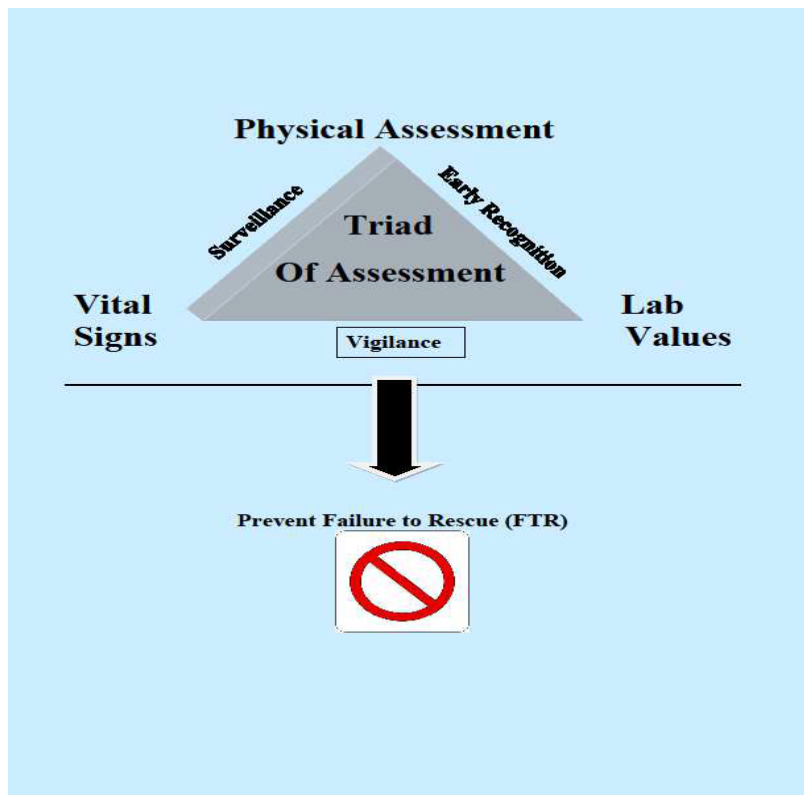 Physical Assessment
Surveillance
Early Recognition
Triad
Of Assessment
Vital
Signs
Lab
Values
Vigilance
Prevent Failure to Rescue (FTR)